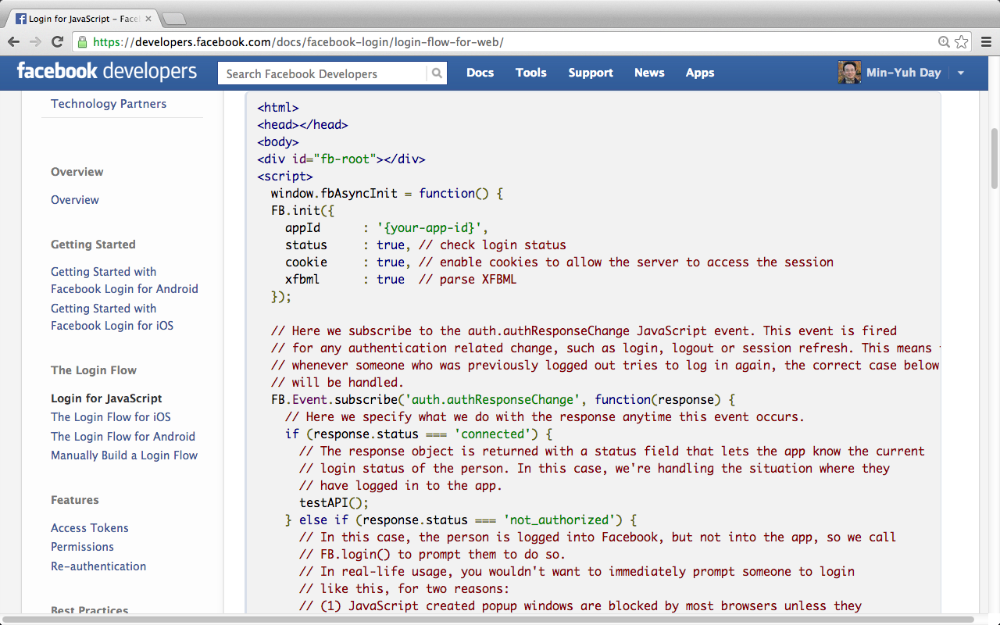 Login for JavaScript – Face
https://developers.facebook.com/docs/facebook-login/login-flow-for-web/
facebook developers
Search Facebook Developers
Docs
Tools
Support
News
Apps
Min-Yuh Day
Technology Partners
Overview
Overview
Getting Started
Getting Started with
Facebook Login for Android
Getting Started with
Facebook Login for iOS
The Login Flow
Login for JavaScript
The Login Flow for iOS
The Login Flow for Android
Manually Build a Login Flow
Features
Access Tokens
Permissions
Re-authentication
Best Practices
<html>
<head></head>
<body>
<div id="fb-root"></div>
<script>
window.fbAsyncInit = function() {
FB.init({
appId : '{your-app-id}',
status : true, // check login status
cookie : true, // enable cookies to allow the server to access the session
xfbml : true // parse XFBML
});
// Here we subscribe to the auth.authResponseChange JavaScript event. This event is fired
// for any authentication related change, such as login, logout or session refresh. This means
// whenever someone who was previously logged out tries to log in again, the correct case below
// will be handled.
FB.Event.subscribe('auth.authResponseChange', function(response) {
// Here we specify what we do with the response anytime this event occurs.
if (response.status === 'connected') {
// The response object is returned with a status field that lets the app know the current
// login status of the person. In this case, we're handling the situation where they
// have logged in to the app.
testAPI();
} else if (response.status === 'not_authorized') {
// In this case, the person is logged into Facebook, but not into the app, so we call
// FB.login() to prompt them to do so.
// In real-life usage, you wouldn't want to immediately prompt someone to login
// like this, for two reasons:
// (1) JavaScript created popup windows are blocked by most browsers unless they